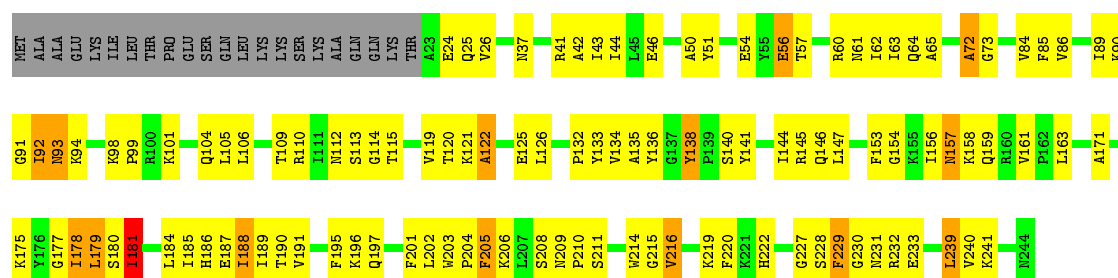 MET ALA ALA GLU LYS ILE LEU THR PRO GLU SER GLN LEU LYS LYS SER LYS ALA GLN GLN LYS THR A23 E24 Q25 V26 N37 R41 A42 I43 I44 L45 E46 A50 Y51 E54 Y55 E56 T57 R60 N61 I62 I63 Q64 A65 A72 G73 V84 F85 V86 I89 K90
G91 I92 N93 K94 K98 P99 R100 K101 Q104 L105 L106 T109 R110 I111 N112 S113 G114 T115 V119 T120 K121 A122 E125 L126 P132 Y133 V134 A135 Y136 G137 Y138 P139 S140 Y141 I144 R145 Q146 L147 F153 G154 K155 I156 N157 K158 Q159 R160 V161 P162 L163 A171
K175 Y176 G177 I178 L179 S180 I181 L184 I185 H186 E187 I188 I189 T190 V191 F195 K196 Q197 F201 L202 W203 P204 F205 K206 L207 S208 N209 P210 S211 W214 G215 V216 K219 F220 K221 H222 G227 S228 F229 G230 N231 R232 E233 L239 V240 K241 N244